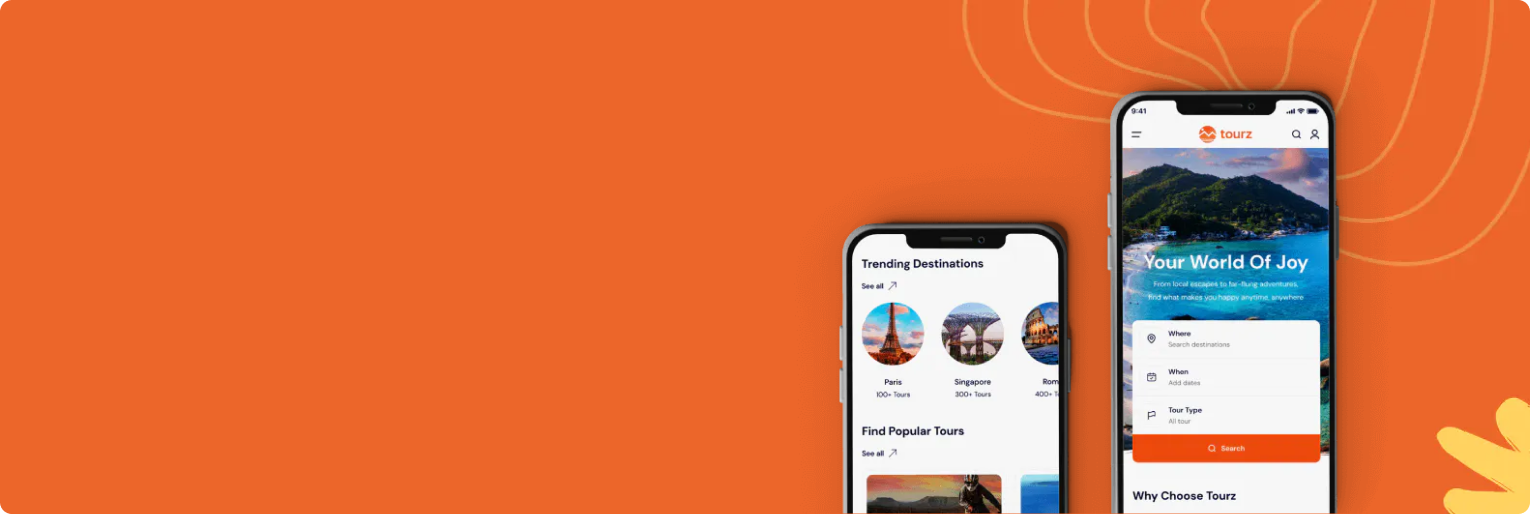 Trending Destinations
See all
Paris
100+ Tours
Singapore
300+ Tours
Rom
400+ T
Find Popular Tours
See all
9:41
tourz
Your World Of Joy
From local escapes to far-flung adventures,
find what makes you happy anytime, anywhere
Where
Search destinations
When
Add dates
Tour Type
All tour
Search
Why Choose Tourz